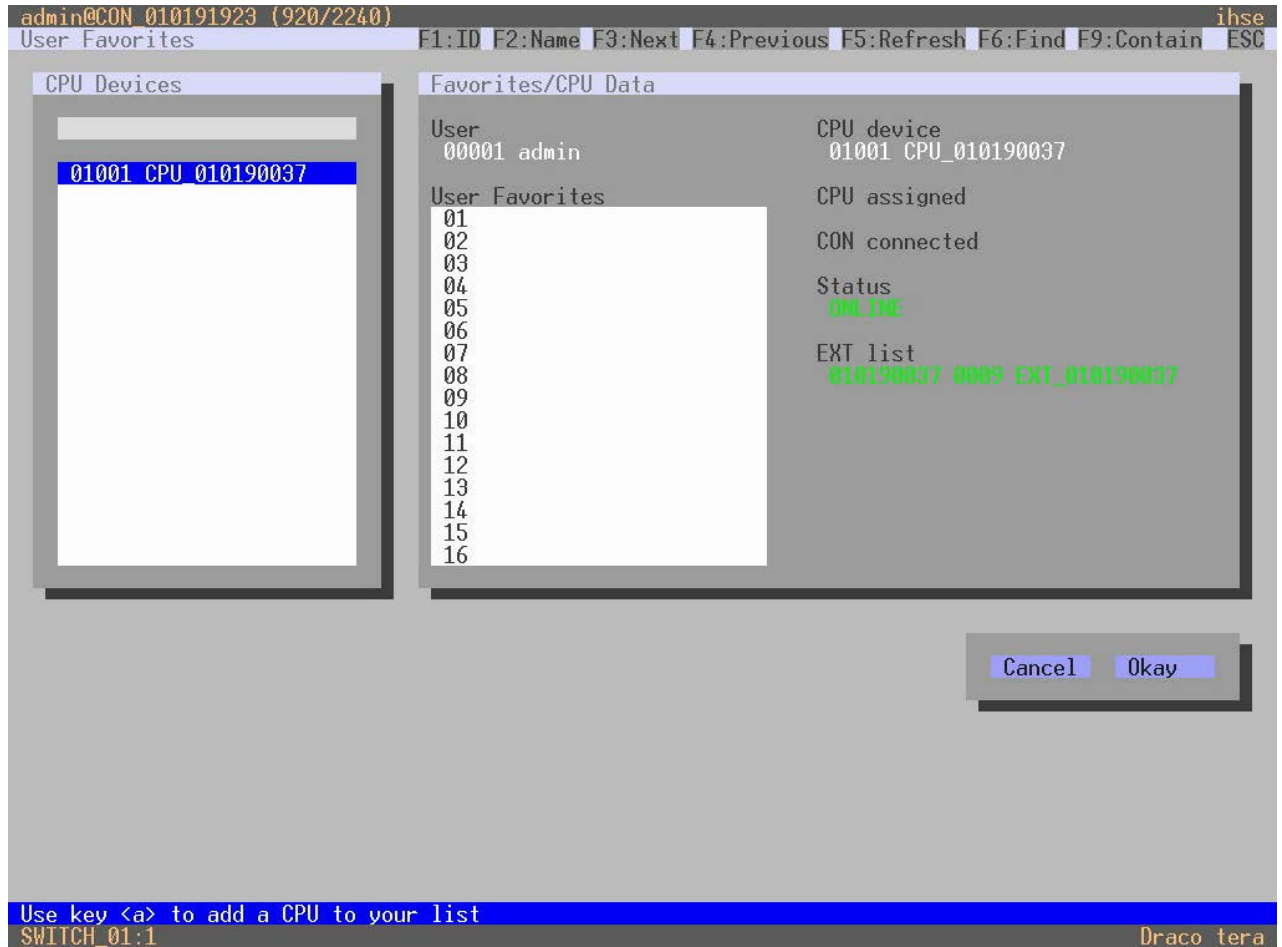 admin@CON_010191923 (920/2240) ihse
User Favorites F1:ID F2:Name F3:Next F4:Previous F5:Refresh F6:Find F9:Contain ESC
CPU Devices
01001 CPU_010190037
Favorites/CPU Data
User
00001 admin
User Favorites
01
02
03
04
05
06
07
08
09
10
11
12
13
14
15
16
CPU device
01001 CPU_010190037
CPU assigned
CON connected
Status
ONLINE
EXT list
010190037 0009 EXT_010190037
Cancel Okay
Use key <a> to add a CPU to your list
SWITCH_01:1 Draco tera